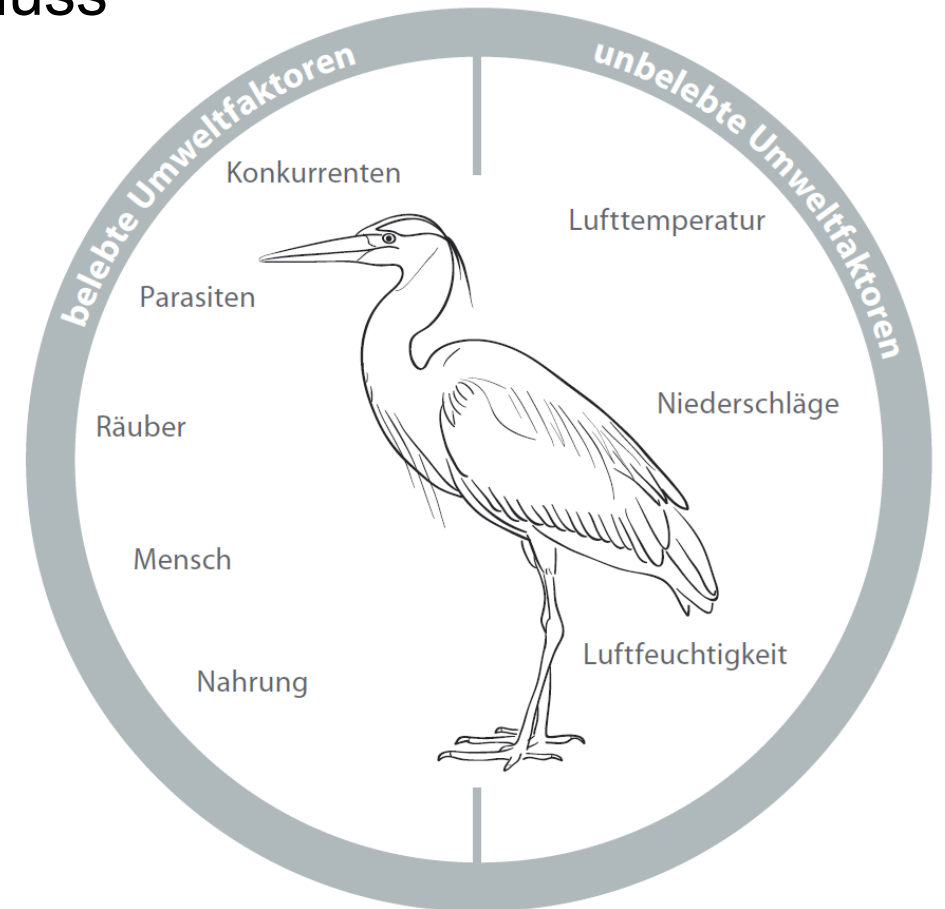 belebte Umweltfaktoren
unbelebte Umweltfaktoren
Konkurrenten
Lufttemperatur
Parasiten
Niederschläge
Räuber
Mensch
Luftfeuchtigkeit
Nahrung